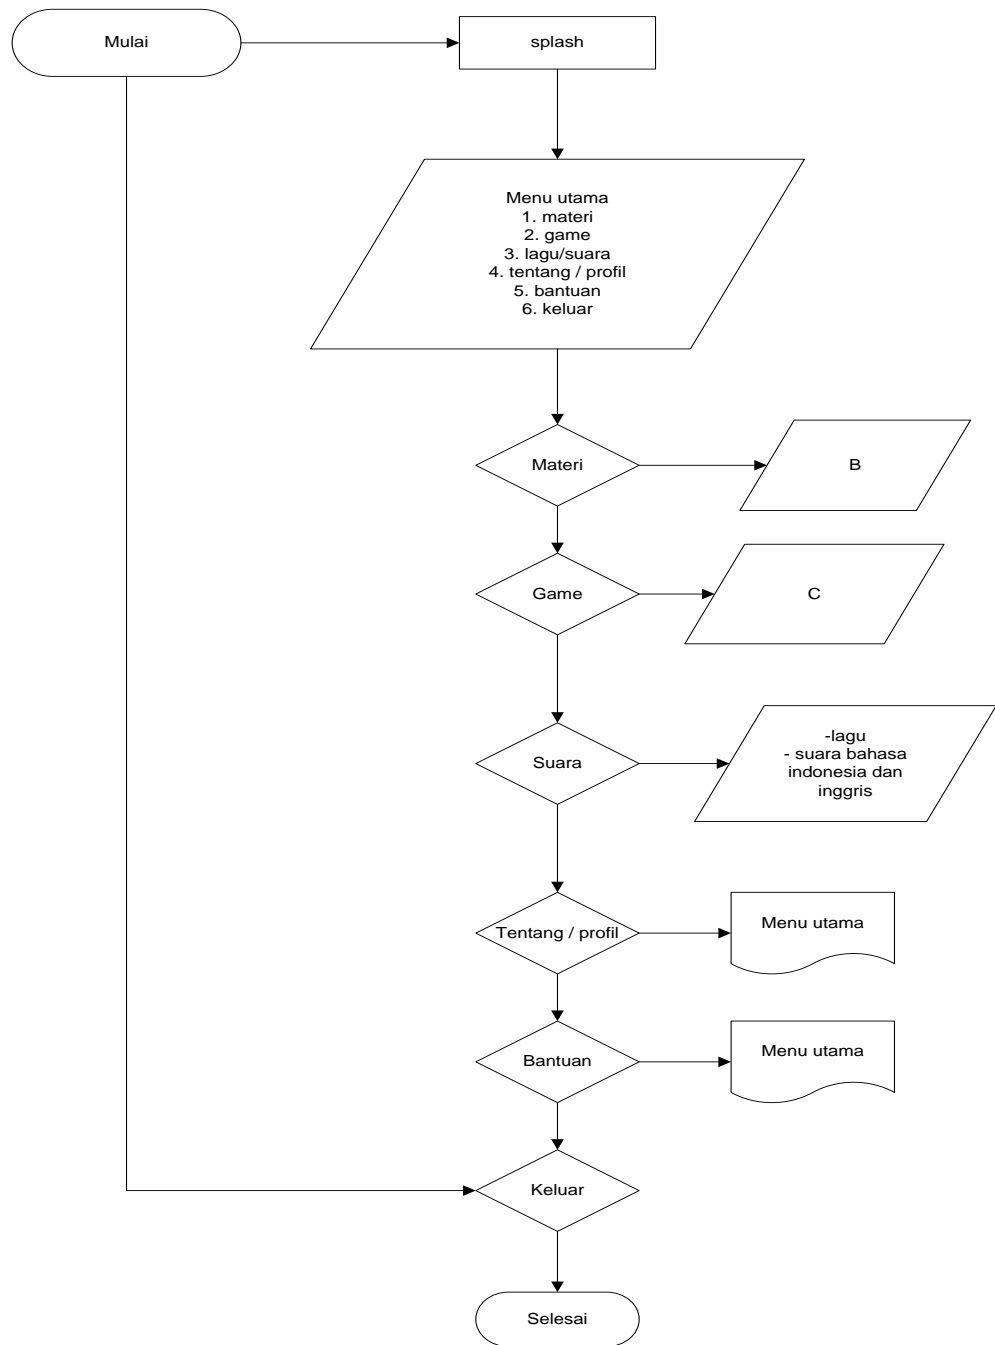 Mulai
splash
Menu utama
1. materi
2. game
3. lagu/suara
4. tentang / profil
5. bantuan
6. keluar
Materi
B
Game
C
Suara
-lagu
- suara bahasa
indonesia dan
inggris
Tentang / profil
Menu utama
Bantuan
Menu utama
Keluar
Selesai